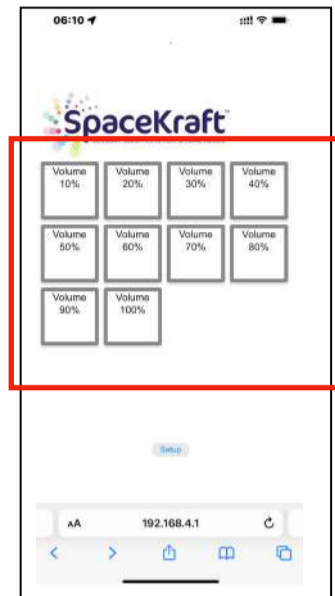 06:10
SpaceKraft™
Volume 10%
Volume 20%
Volume 30%
Volume 40%
Volume 50%
Volume 60%
Volume 70%
Volume 80%
Volume 90%
Volume 100%
Setup
AA
192.168.4.1